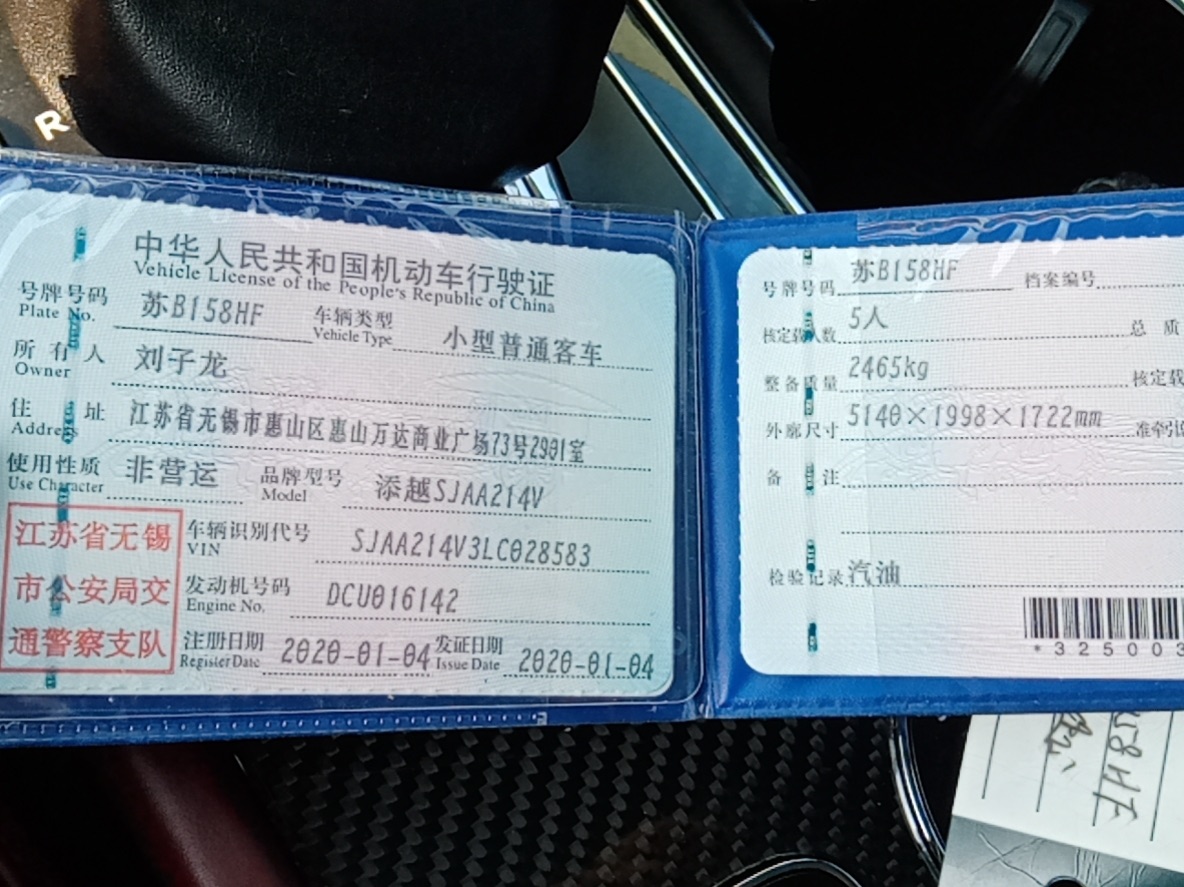 R
中华人民共和国机动车行驶证
Vehicle License of the People's Republic of China
号牌号码 苏B158HF 车辆类型 小型普通客车
Plate No. Vehicle Type
所有人 刘子龙
Owner
住址 江苏省无锡市惠山区惠山万达商业广场73号2901室
Address
使用性质 非营运 品牌型号 添越SJAA214V
Use Character Model
江苏省无锡
市公安局交
通警察支队
车辆识别代号 SJAA214V3LC028583
VIN
发动机号码 DCU016142
Engine No.
注册日期 2020-01-04 发证日期 2020-01-04
Register Date Issue Date
号牌号码 苏B158HF 档案编号
核定载人数 5人 总质
整备质量 2465kg 核定载
外廓尺寸 5140×1998×1722mm 准牵引
备注
检验记录 汽油
*325003
58HF